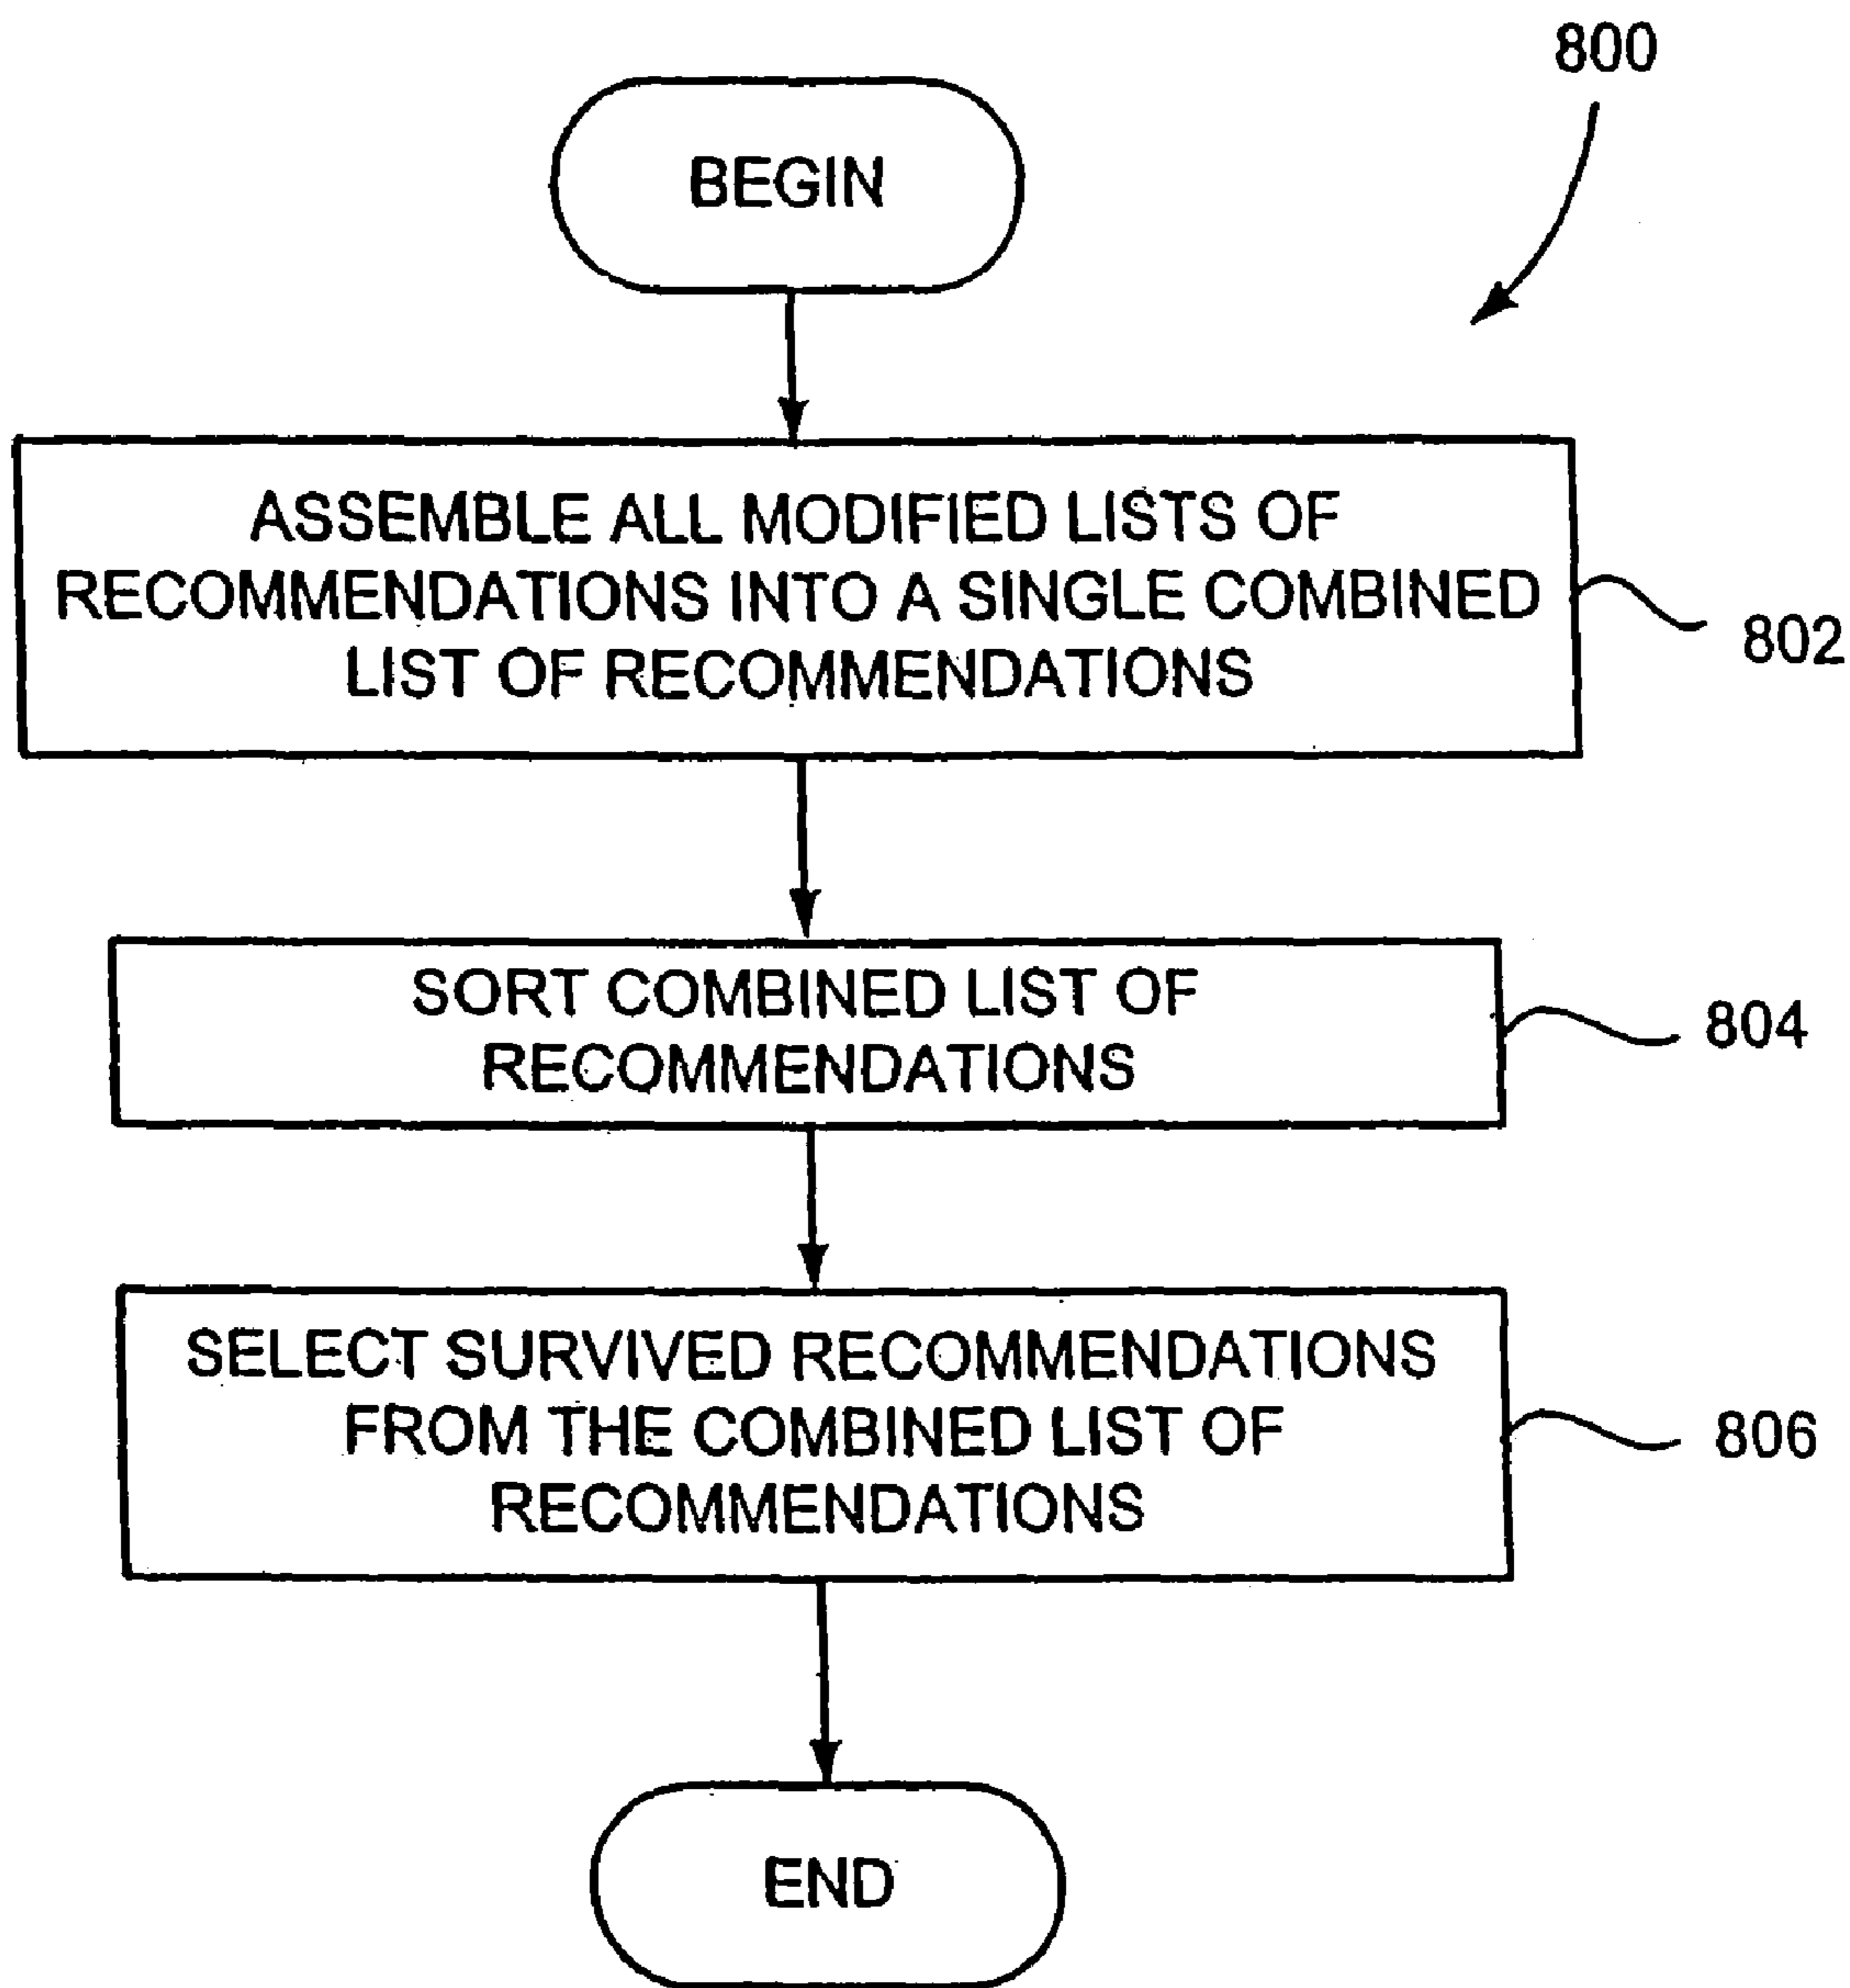 800
BEGIN
ASSEMBLE ALL MODIFIED LISTS OF
RECOMMENDATIONS INTO A SINGLE COMBINED
LIST OF RECOMMENDATIONS
802
SORT COMBINED LIST OF
RECOMMENDATIONS
804
SELECT SURVIVED RECOMMENDATIONS
FROM THE COMBINED LIST OF
RECOMMENDATIONS
806
END